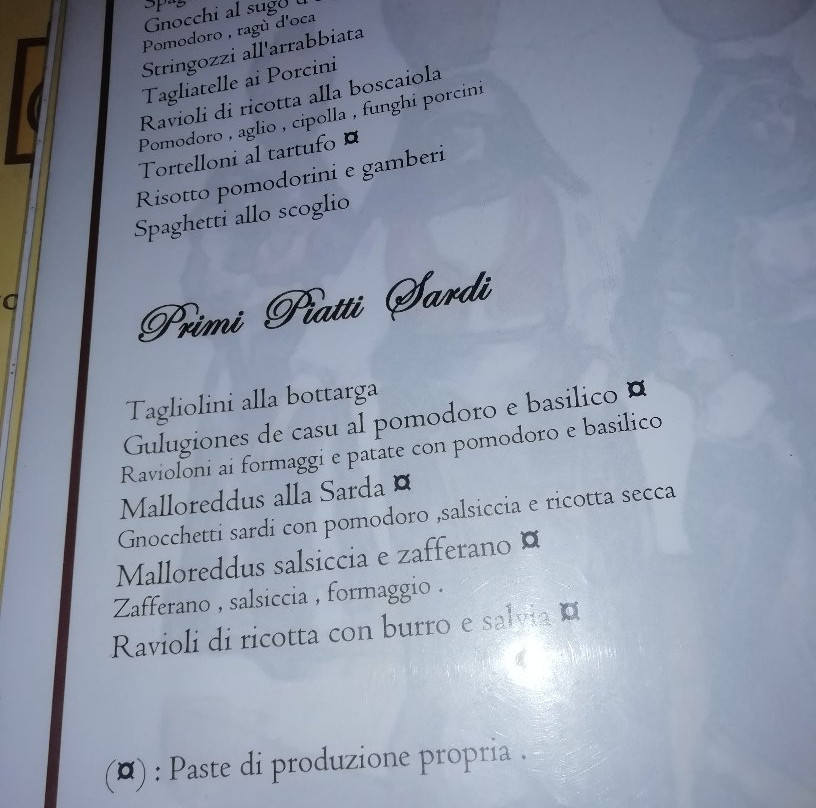 Gnocchi al sugo d
Pomodoro , ragù d'oca
Stringozzi all'arrabbiata
Tagliatelle ai Porcini
Ravioli di ricotta alla boscaiola
Pomodoro , aglio , cipolla , funghi porcini
Tortelloni al tartufo ¤
Risotto pomodorini e gamberi
Spaghetti allo scoglio
Primi Piatti Sardi
Tagliolini alla bottarga
Gulugiones de casu al pomodoro e basilico ¤
Ravioloni ai formaggi e patate con pomodoro e basilico
Malloreddus alla Sarda ¤
Gnocchetti sardi con pomodoro ,salsiccia e ricotta secca
Malloreddus salsiccia e zafferano ¤
Zafferano , salsiccia , formaggio .
Ravioli di ricotta con burro e salvia ¤
(¤) : Paste di produzione propria .